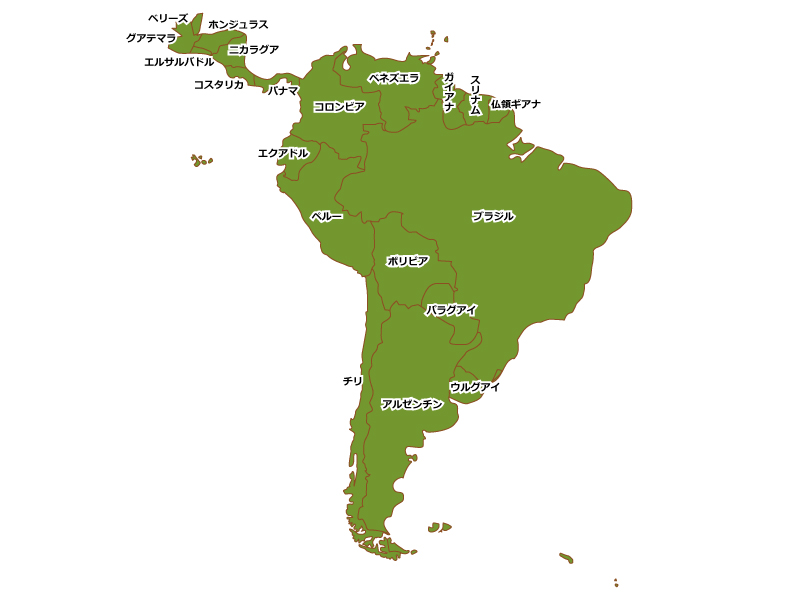 ベリーズ
ホンジュラス
グアテマラ
ニカラグア
エルサルバドル
コスタリカ
パナマ
ベネズエラ
ガイアナ
スリナム
仏領ギアナ
コロンビア
エクアドル
ペルー
ブラジル
ボリビア
パラグアイ
チリ
ウルグアイ
アルゼンチン